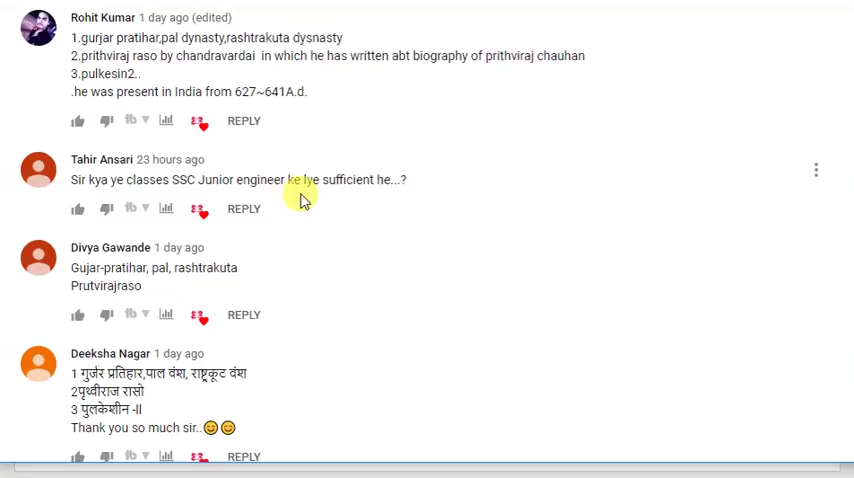 Rohit Kumar 1 day ago (edited)
1.gurjar pratihar,pal dynasty,rashtrakuta dysnasty
2.prithviraj raso by chandravardai in which he has written abt biography of prithviraj chauhan
3.pulkesin2..
.he was present in India from 627~641A.d.
REPLY
Tahir Ansari 23 hours ago
Sir kya ye classes SSC Junior engineer ke lye sufficient he...?
REPLY
Divya Gawande 1 day ago
Gujar-pratihar, pal, rashtrakuta
Prutvirajraso
REPLY
Deeksha Nagar 1 day ago
1 गुर्जर प्रतिहार,पाल वंश, राष्ट्रकूट वंश
2पृथ्वीराज रासो
3 पुलकेशीन -II
Thank you so much sir..😊😊
REPLY